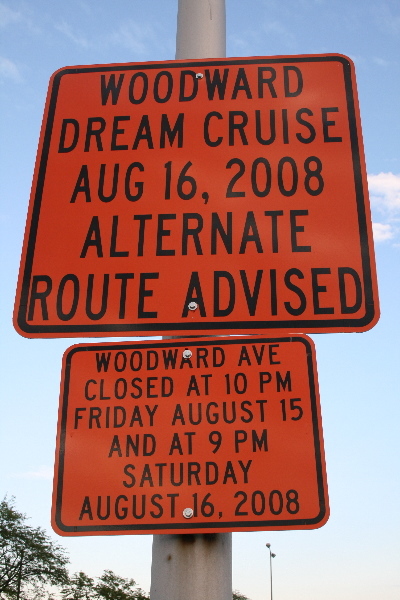 WOODWARD
DREAM CRUISE
AUG 16, 2008
ALTERNATE
ROUTE ADVISED
WOODWARD AVE
CLOSED AT 10 PM
FRIDAY AUGUST 15
AND AT 9 PM
SATURDAY
AUGUST 16, 2008